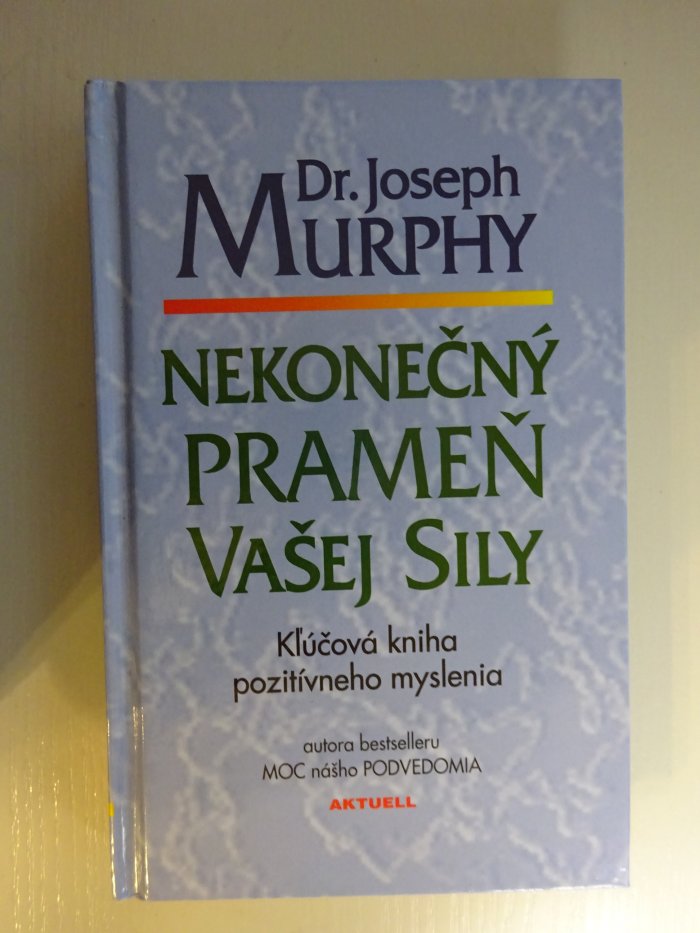 Dr. Joseph
MURPHY
NEKONEČNÝ
PRAMEŇ
VAŠEJ SILY
Kľúčová kniha
pozitívneho myslenia
autora bestselleru
MOC nášho PODVEDOMIA
AKTUELL